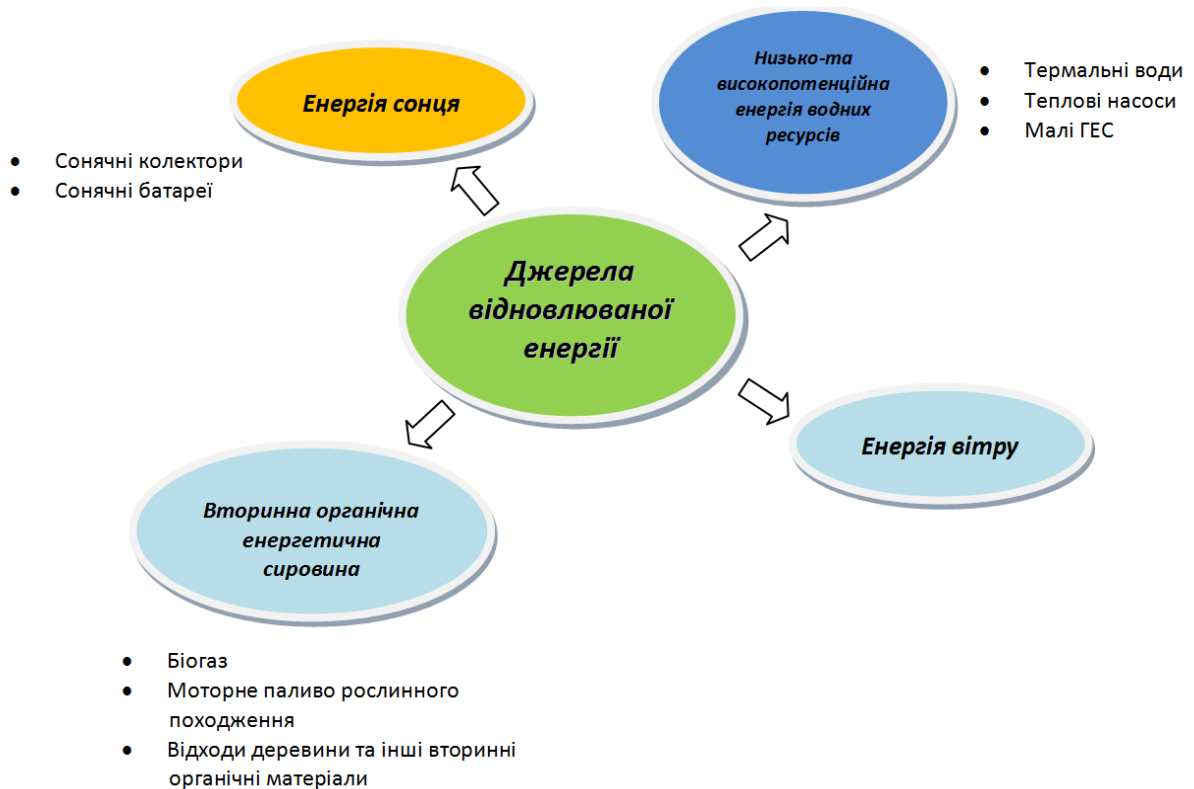 Енергія сонця
Низько-та
високопотенційна
енергія водних
ресурсів
• Термальні води
• Теплові насоси
• Малі ГЕС
• Сонячні колектори
• Сонячні батареї
Джерела
відновлюваної
енергії
Енергія вітру
Вторинна органічна
енергетична
сировина
• Біогаз
• Моторне паливо рослинного
походження
• Відходи деревини та інші вторинні
органічні матеріали